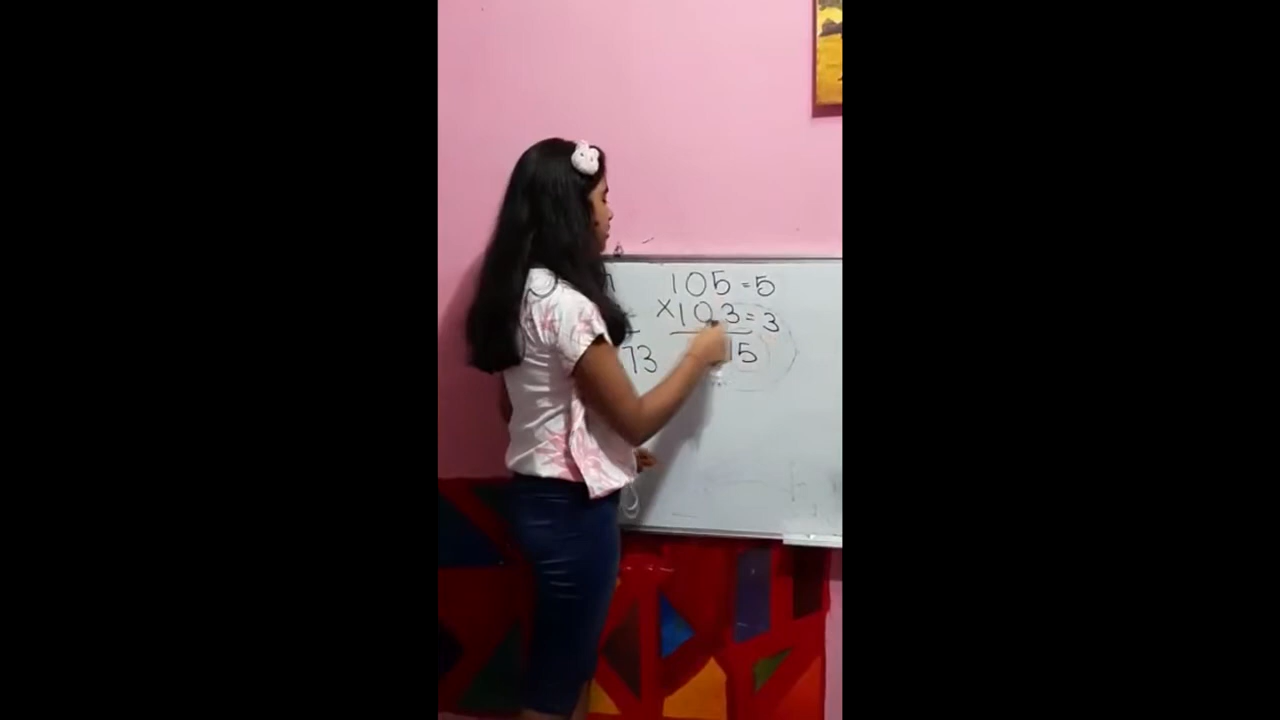 105 = 5
×103 = 3
15
73